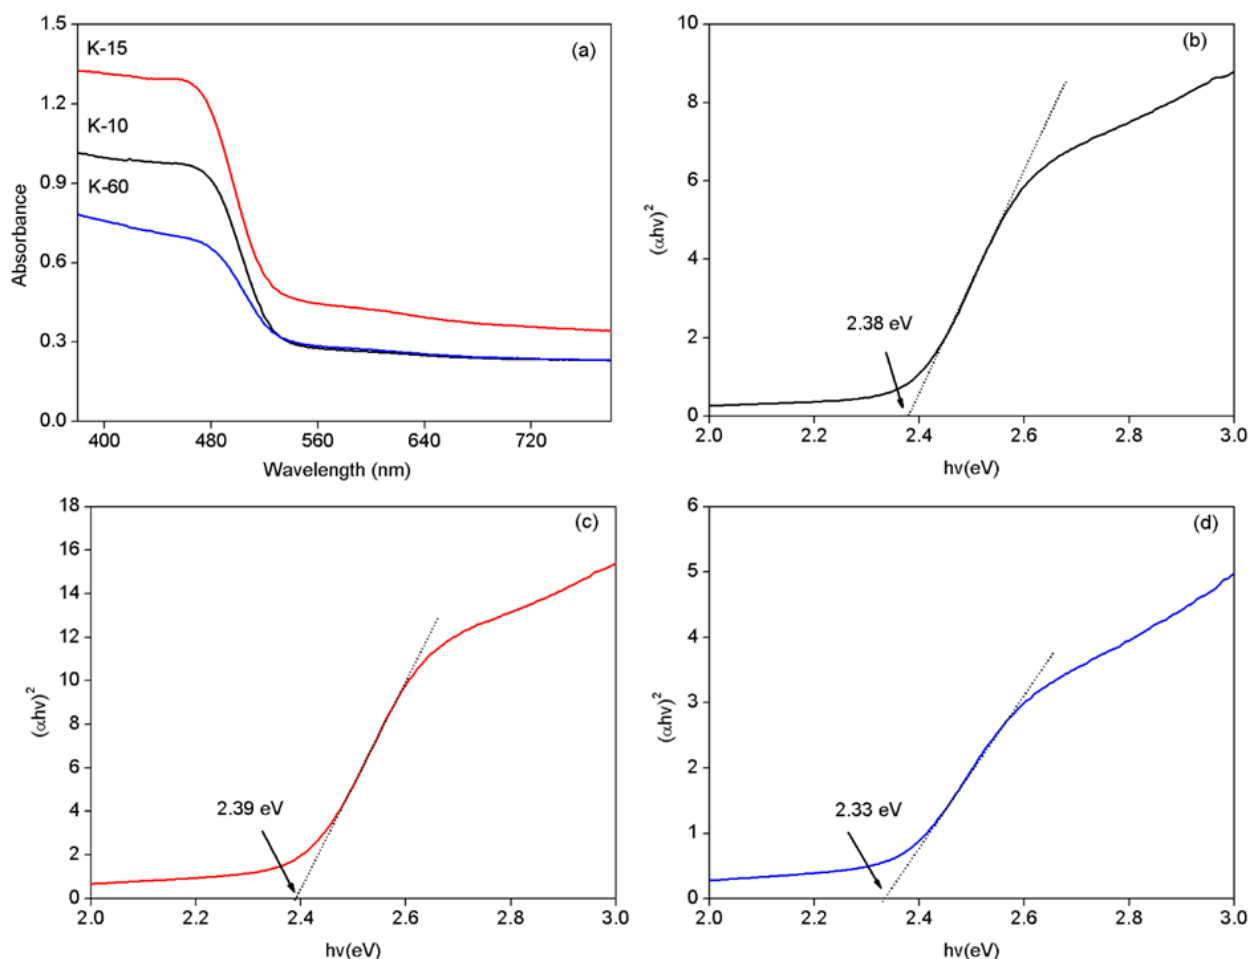 (a)
K-15
K-10
K-60
1.5
1.2
0.9
0.6
0.3
0.0
Absorbance
400 480 560 640 720
Wavelength (nm)
(b)
10
8
6
4
2
0
(αhν)²
2.38 eV
2.0 2.2 2.4 2.6 2.8 3.0
hν(eV)
(c)
18
16
14
12
10
8
6
4
2
0
(αhν)²
2.39 eV
2.0 2.2 2.4 2.6 2.8 3.0
hν(eV)
(d)
6
5
4
3
2
1
0
(αhν)²
2.33 eV
2.0 2.2 2.4 2.6 2.8 3.0
hν(eV)